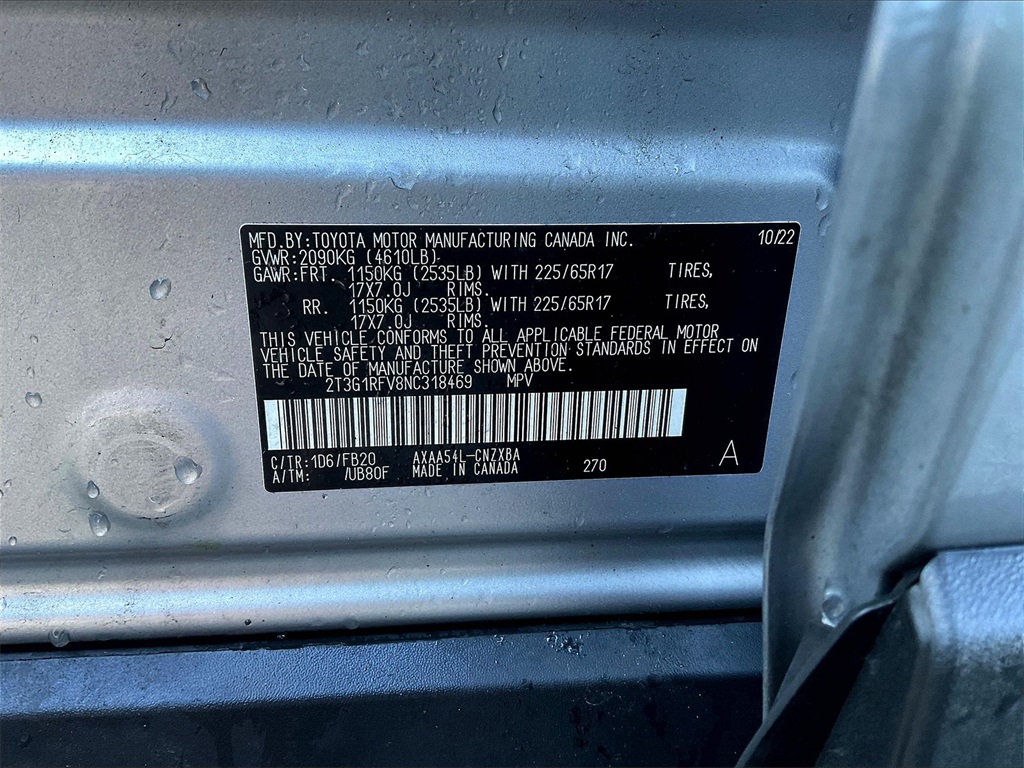 MFD.BY:TOYOTA MOTOR MANUFACTURING CANADA INC. 10/22
GVWR:2090KG (4610LB)
GAWR:FRT. 1150KG (2535LB) WITH 225/65R17 TIRES,
17X7.0J RIMS.
RR. 1150KG (2535LB) WITH 225/65R17 TIRES,
17X7.0J RIMS.
THIS VEHICLE CONFORMS TO ALL APPLICABLE FEDERAL MOTOR
VEHICLE SAFETY AND THEFT PREVENTION STANDARDS IN EFFECT ON
THE DATE OF MANUFACTURE SHOWN ABOVE.
2T3G1RFV8NC318469 MPV
C/TR:1D6/FB20 AXAA54L-CNZXBA
A/TM: /UB80F MADE IN CANADA 270 A